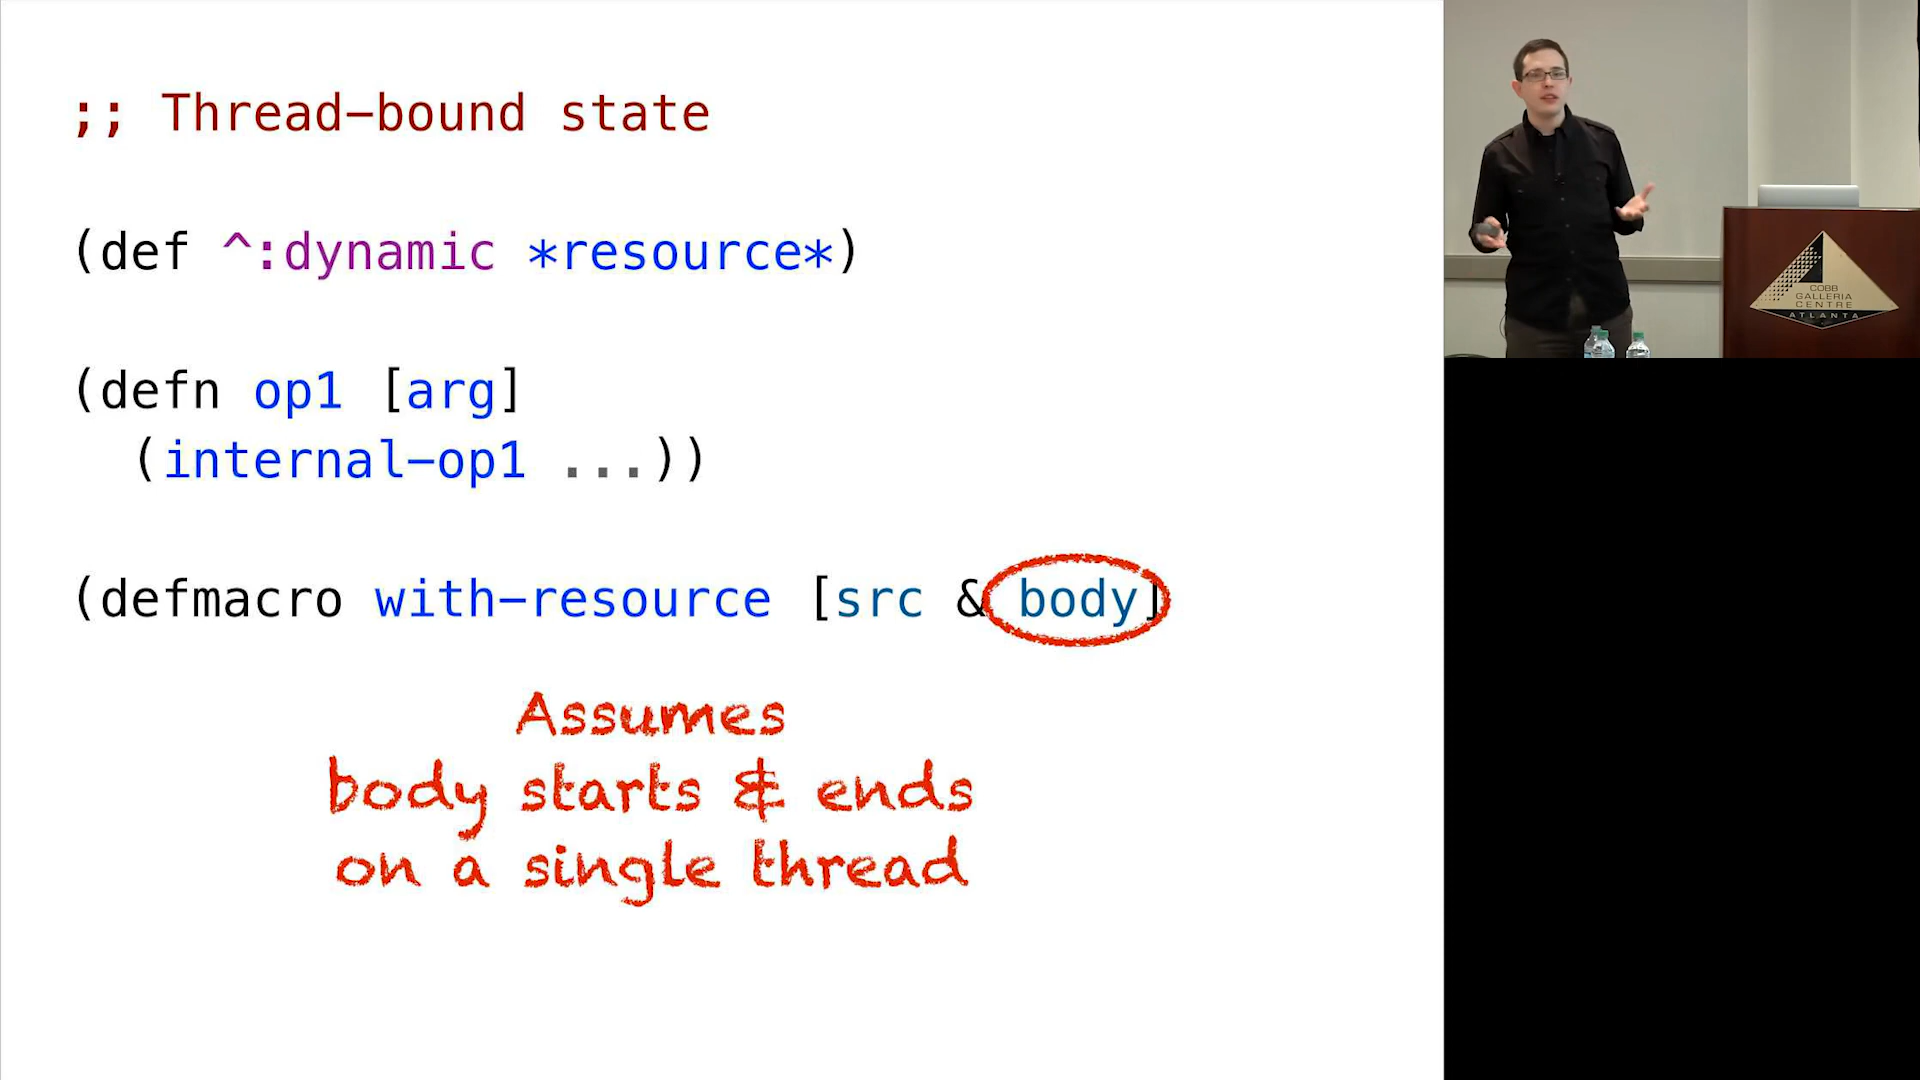 ;; Thread-bound state
(def ^:dynamic *resource*)
(defn op1 [arg]
(internal-op1 ...))
(defmacro with-resource [src & body]
Assumes
body starts & ends
on a single thread
COBB
GALLERIA
CENTRE
ATLANTA